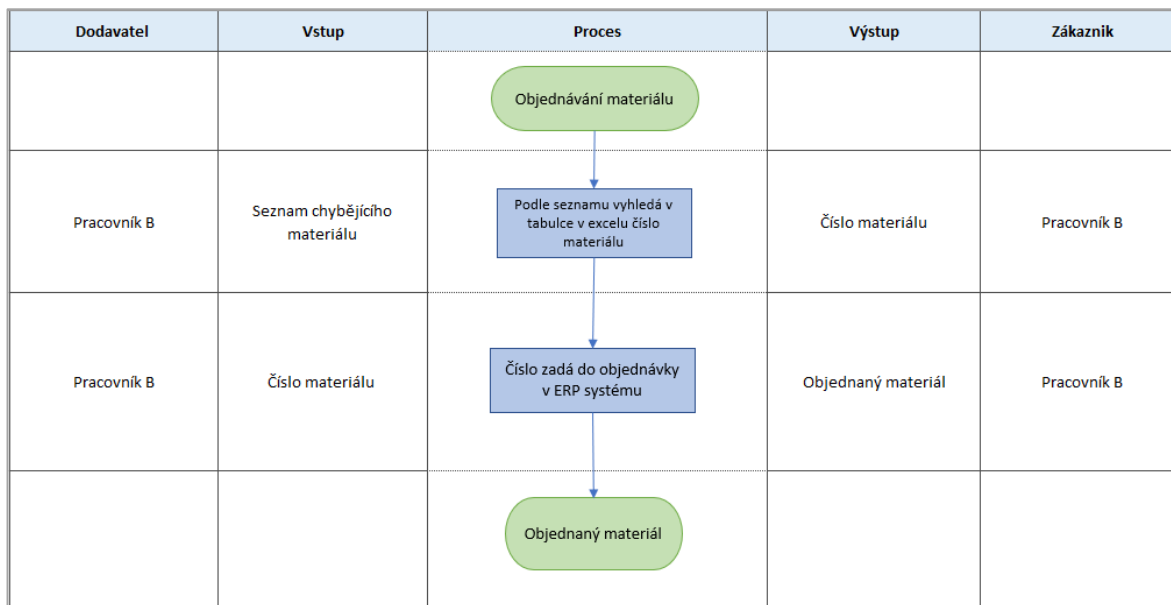 Dodavatel
Vstup
Proces
Výstup
Zákaznik
Objednávání materiálu
Pracovník B
Seznam chybějícího
materiálu
Podle seznamu vyhledá v
tabulce v excelu číslo
materiálu
Číslo materiálu
Pracovník B
Pracovník B
Číslo materiálu
Číslo zadá do objednávky
v ERP systému
Objednaný materiál
Pracovník B
Objednaný materiál